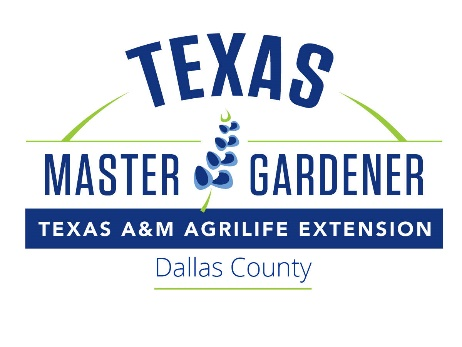 TEXAS
MASTER GARDENER
TEXAS A&M AGRILIFE EXTENSION
Dallas County